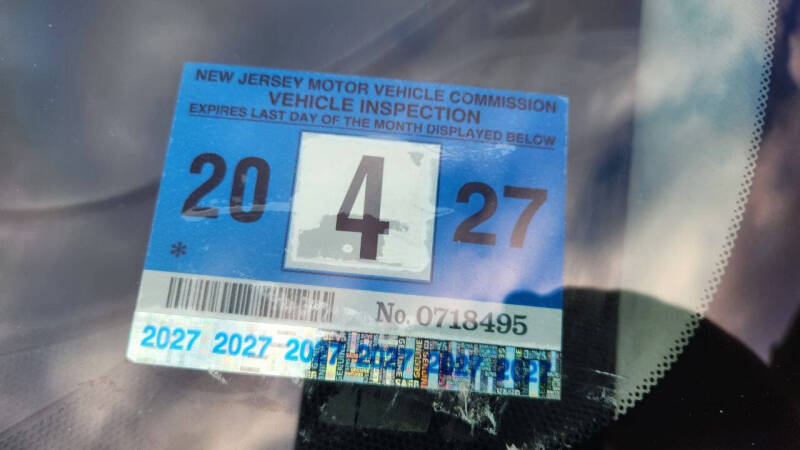 NEW JERSEY MOTOR VEHICLE COMMISSION
VEHICLE INSPECTION
EXPIRES LAST DAY OF THE MONTH DISPLAYED BELOW
20 4 27
*
No. 0718495
2027 2027 2027 2027 2027 2027